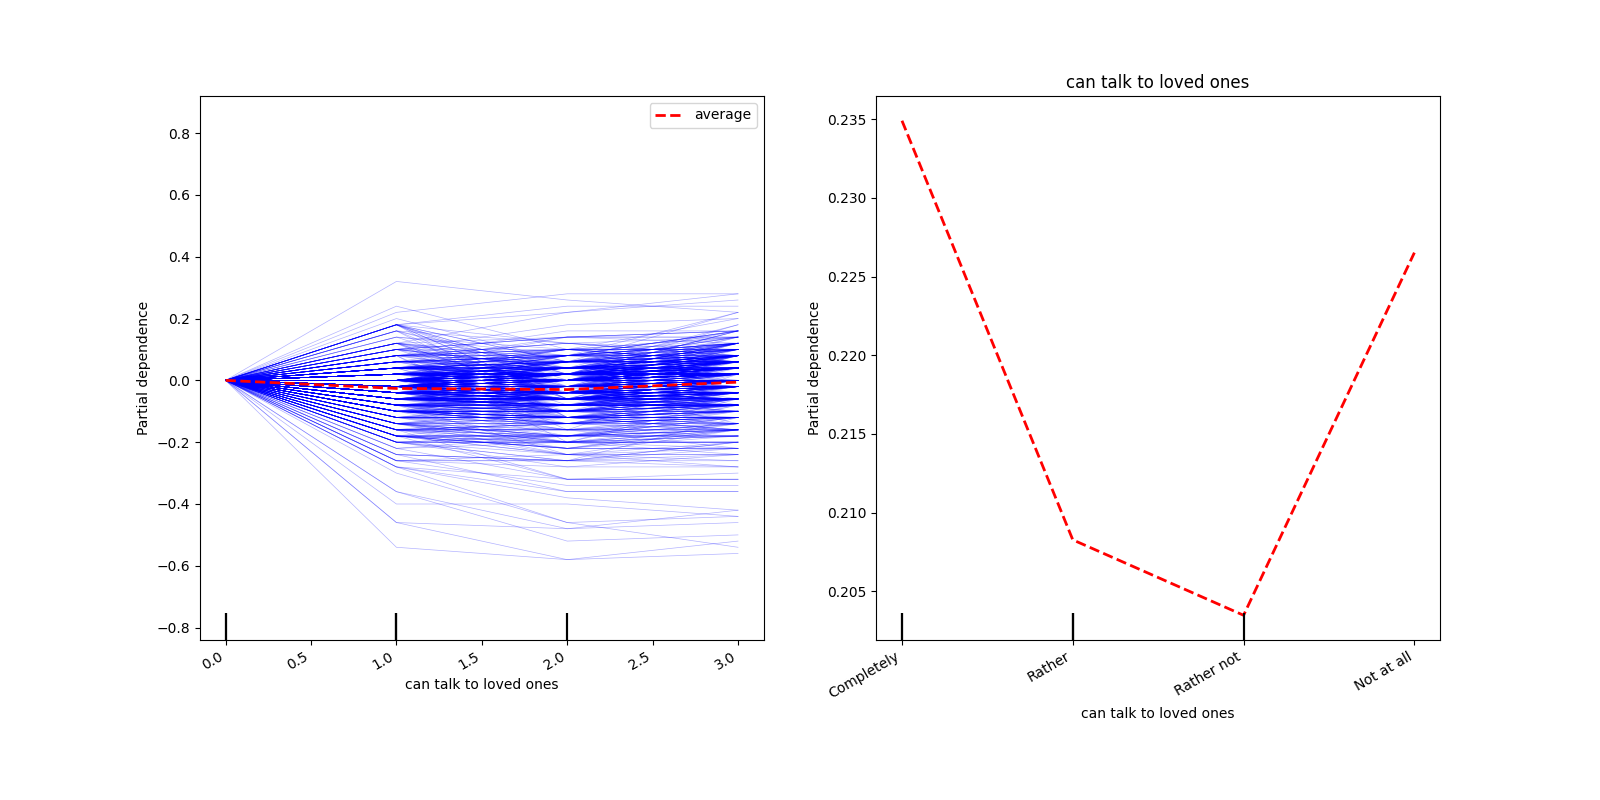 average
0.8
0.6
0.4
0.2
0.0
−0.2
−0.4
−0.6
−0.8
Partial dependence
0.0
0.5
1.0
1.5
2.0
2.5
3.0
can talk to loved ones
can talk to loved ones
0.235
0.230
0.225
0.220
0.215
0.210
0.205
Partial dependence
Completely
Rather
Rather not
Not at all
can talk to loved ones